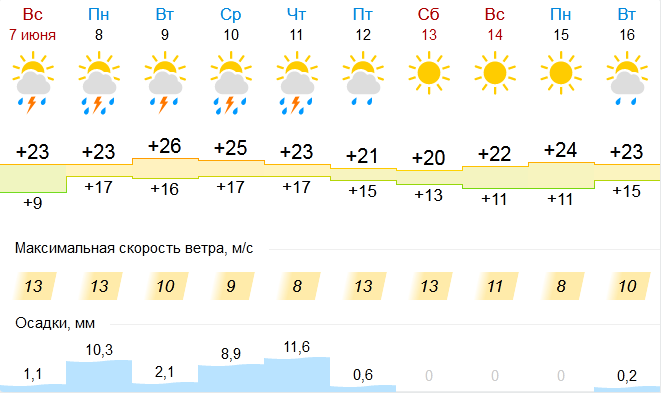 Вс Пн Вт Ср Чт Пт Сб Вс Пн Вт
7 июня 8 9 10 11 12 13 14 15 16
+23 +23 +26 +25 +23 +21 +20 +22 +24 +23
+9 +17 +16 +17 +17 +15 +13 +11 +11 +15
Максимальная скорость ветра, м/с
13 13 10 9 8 13 13 11 8 10
Осадки, мм
1,1 10,3 2,1 8,9 11,6 0,6 0 0 0 0,2